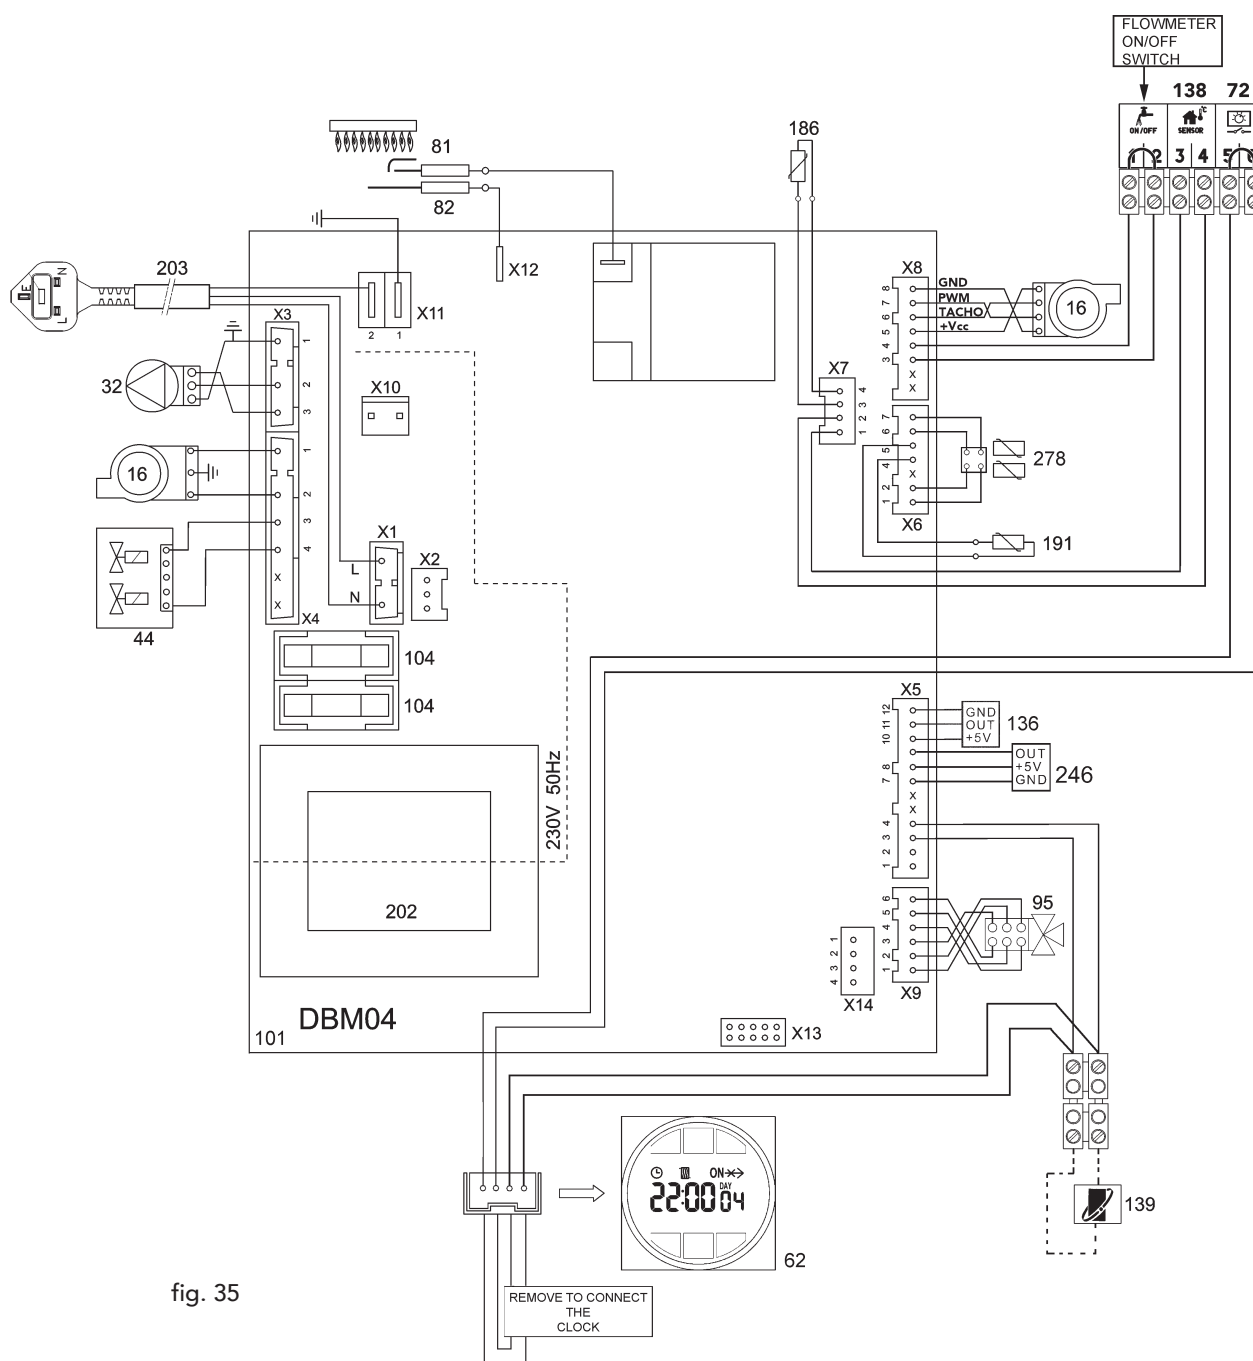 FLOWMETER
ON/OFF
SWITCH
138 72
ON/OFF SENSOR °C
1 2 3 4 5
186
81
82
X12
203
N
E
L
X11
2 1
X3
1
2
3
32
X10
16
1
2
3
4
X
X
X4
44
X1
L
N
X2
104
104
230V 50Hz
202
DBM04
101
X8
8 GND
7 PWM
6 TACHO
5 +Vcc
4
3
X
X
16
X7
4
3
2
1
7
6
5
4
X
2
1
X6
278
191
X5
12 GND
11 OUT
10 +5V
136
OUT
8 +5V
7 GND
246
X
X
4
3
2
1
6
5
4
3
2
1
X9
95
1
2
3
4
X14
X13
139
ON
DAY
22:00 04
62
REMOVE TO CONNECT
THE
CLOCK
fig. 35